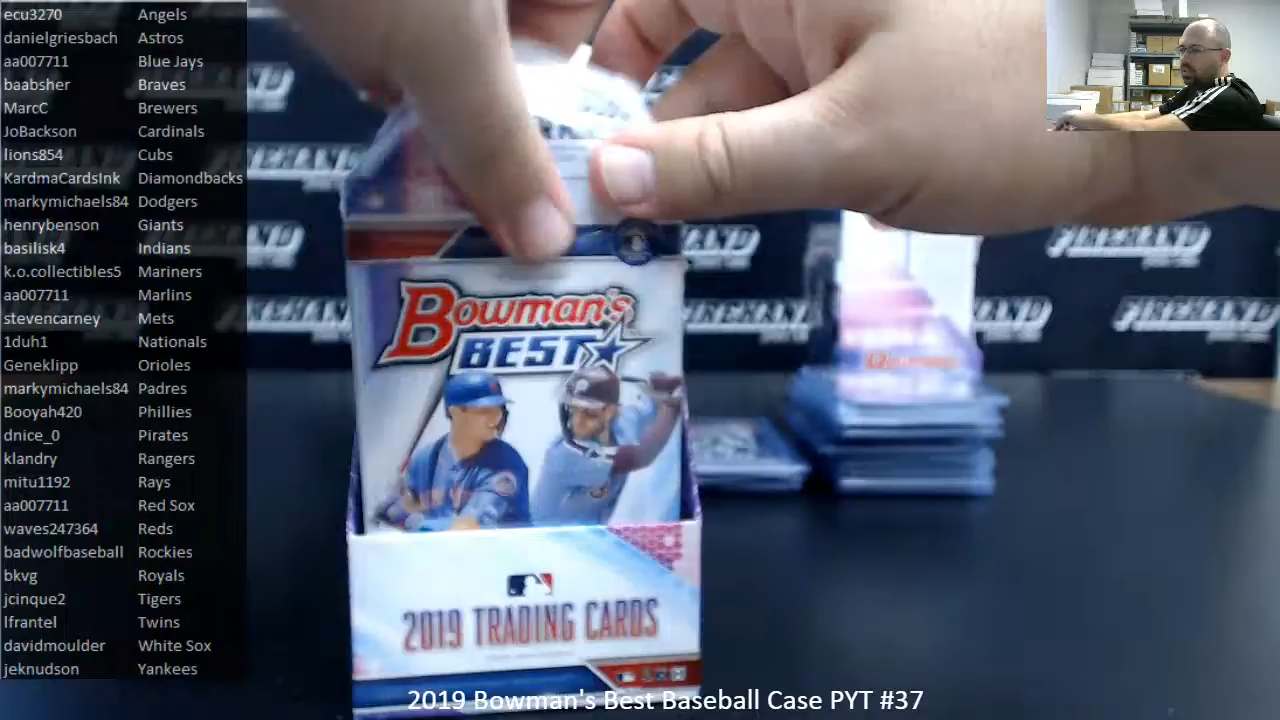 ecu3270 Angels
danielgriesbach Astros
aa007711 Blue Jays
baabsher Braves
MarcC Brewers
JoBackson Cardinals
lions854 Cubs
KardmaCardsInk Diamondbacks
markymichaels84 Dodgers
henrybenson Giants
basilisk4 Indians
k.o.collectibles5 Mariners
aa007711 Marlins
stevencarney Mets
1duh1 Nationals
Geneklipp Orioles
markymichaels84 Padres
Booyah420 Phillies
dnice_0 Pirates
klandry Rangers
mitu1192 Rays
aa007711 Red Sox
waves247364 Reds
badwolfbaseball Rockies
bkvg Royals
jcinque2 Tigers
lfrantel Twins
davidmoulder White Sox
jeknudson Yankees
Bowman's
BEST
2019 TRADING CARDS
FIREHAND
FIREHAND
FIREHAND
FIREHAND
2019 Bowman's Best Baseball Case PYT #37